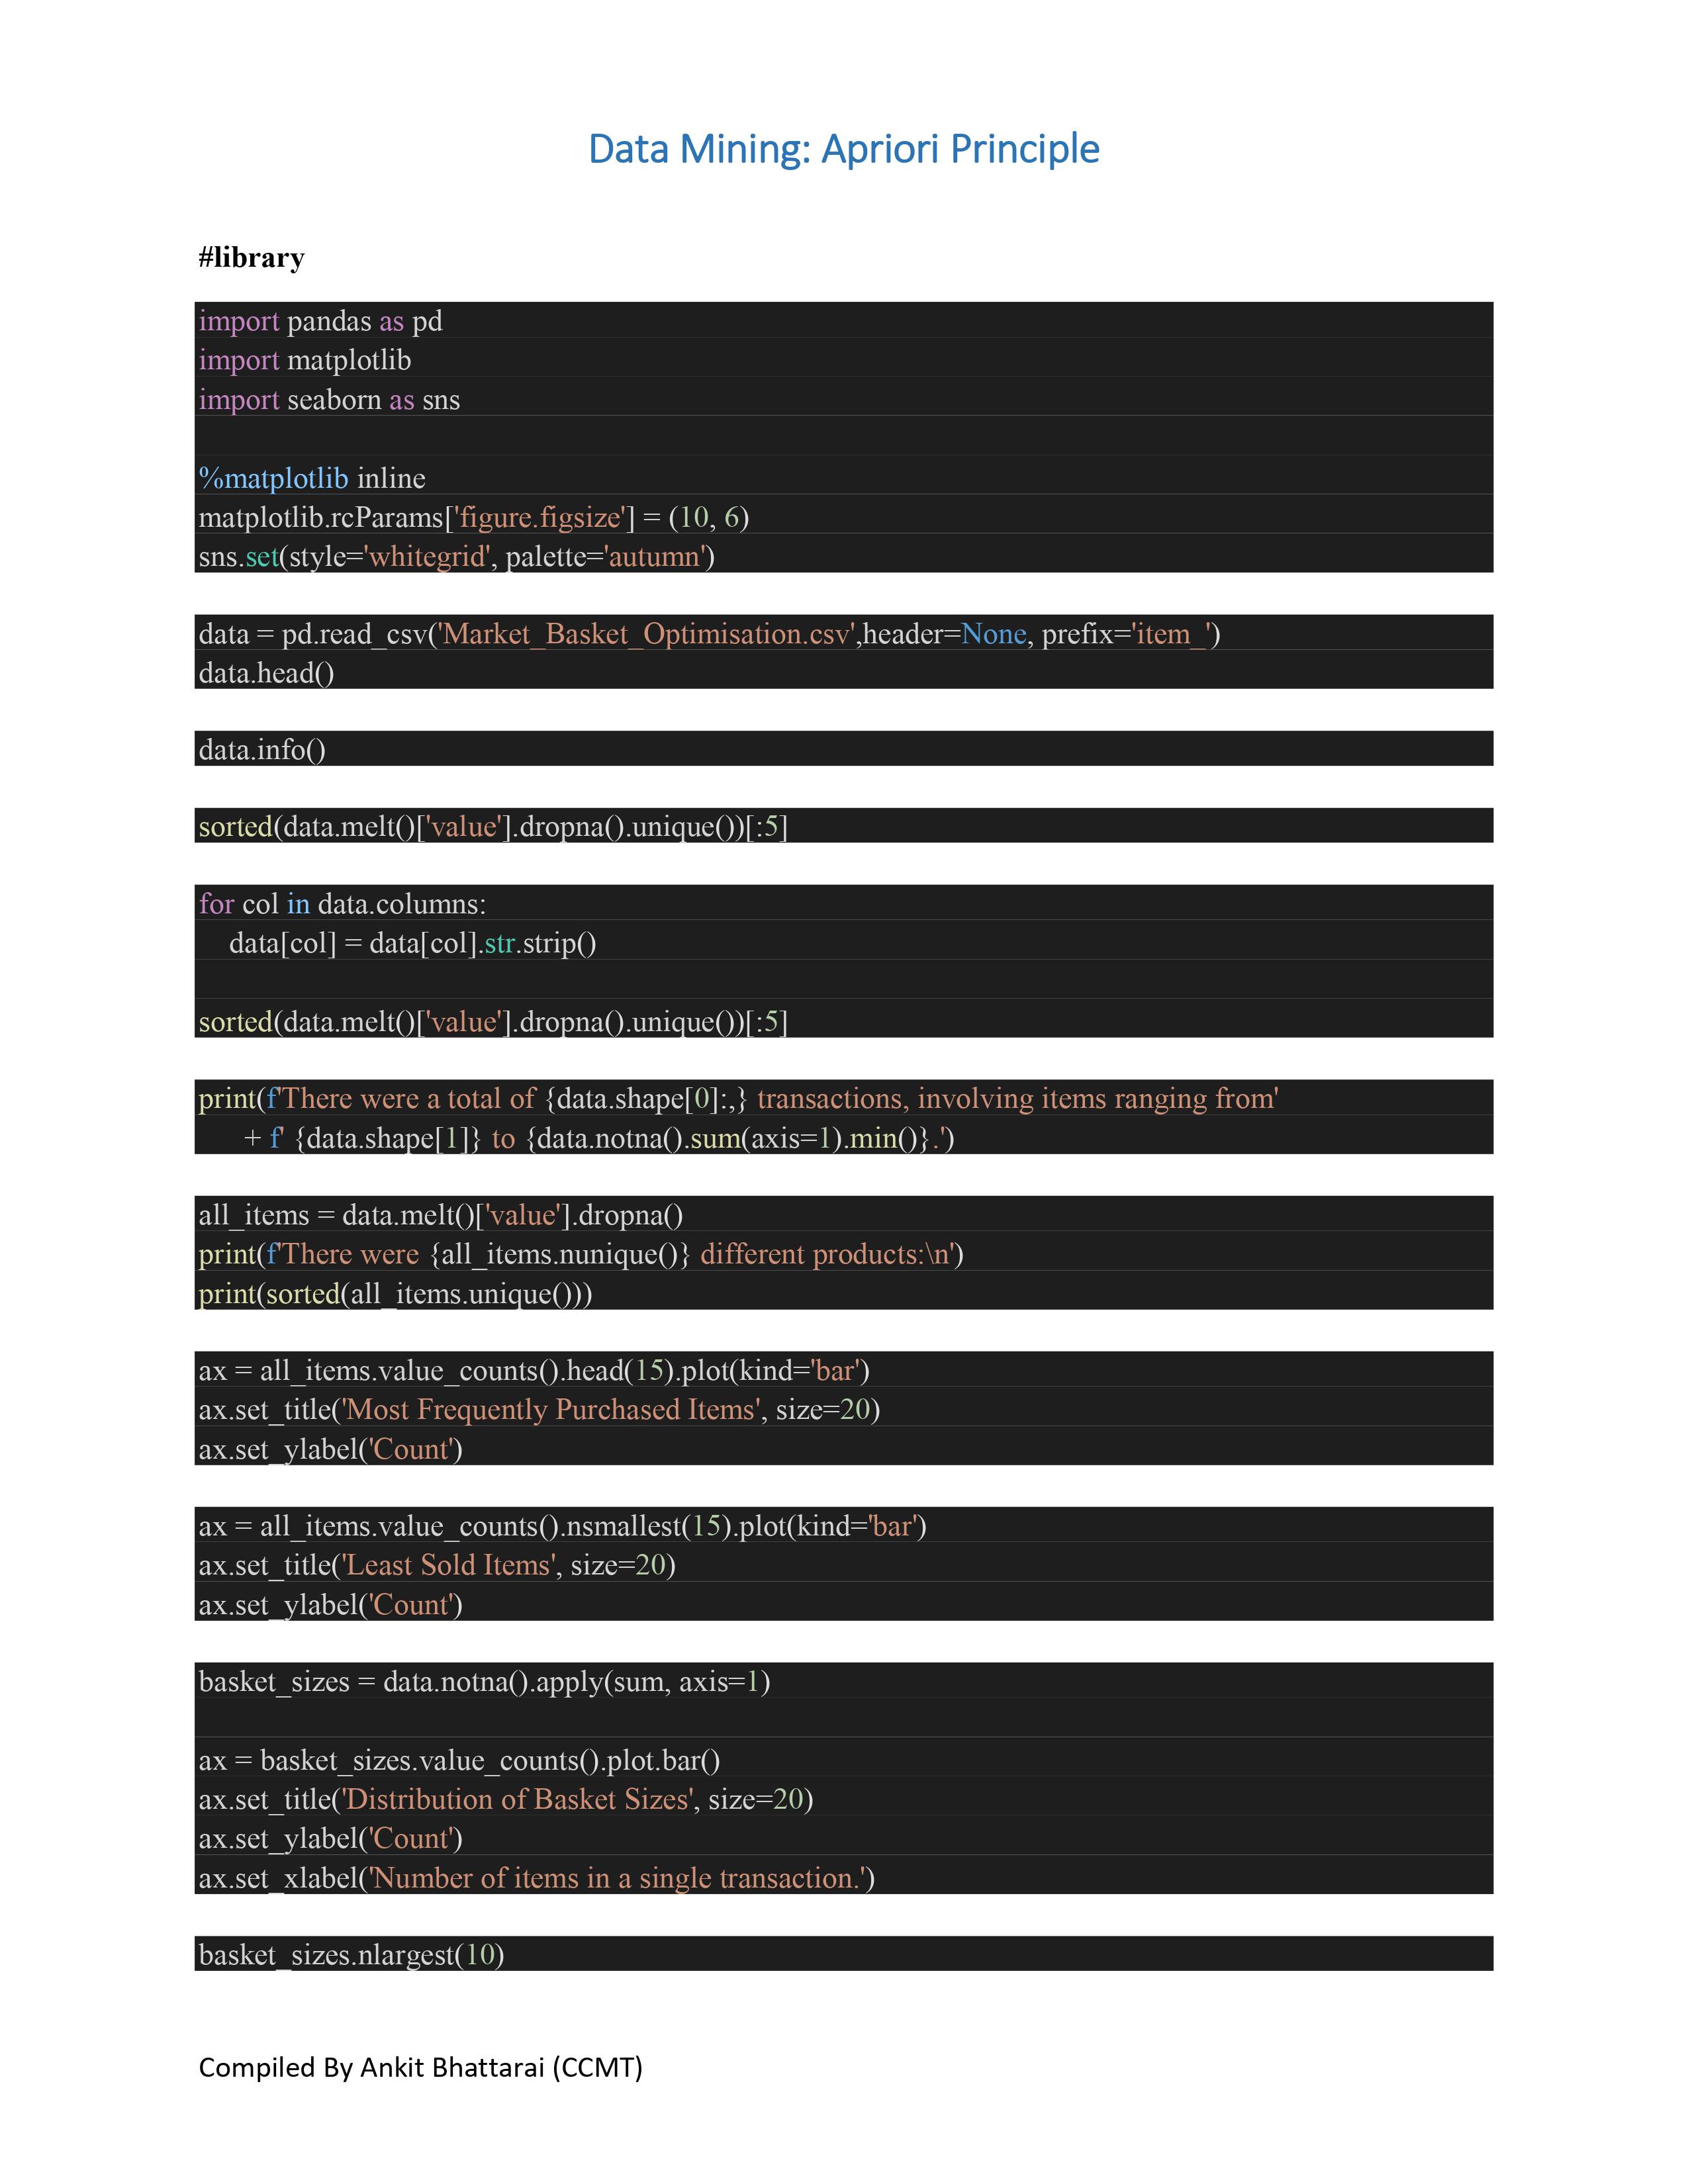 Data Mining: Apriori Principle
#library
import pandas as pd
import matplotlib
import seaborn as sns
%matplotlib inline
matplotlib.rcParams['figure.figsize'] = (10, 6)
sns.set(style='whitegrid', palette='autumn')
data = pd.read_csv('Market_Basket_Optimisation.csv',header=None, prefix='item_')
data.head()
data.info()
sorted(data.melt()['value'].dropna().unique())[:5]
for col in data.columns:
    data[col] = data[col].str.strip()
sorted(data.melt()['value'].dropna().unique())[:5]
print(f'There were a total of {data.shape[0]:,} transactions, involving items ranging from'
      + f' {data.shape[1]} to {data.notna().sum(axis=1).min()}.')
all_items = data.melt()['value'].dropna()
print(f'There were {all_items.nunique()} different products:\n')
print(sorted(all_items.unique()))
ax = all_items.value_counts().head(15).plot(kind='bar')
ax.set_title('Most Frequently Purchased Items', size=20)
ax.set_ylabel('Count')
ax = all_items.value_counts().nsmallest(15).plot(kind='bar')
ax.set_title('Least Sold Items', size=20)
ax.set_ylabel('Count')
basket_sizes = data.notna().apply(sum, axis=1)
ax = basket_sizes.value_counts().plot.bar()
ax.set_title('Distribution of Basket Sizes', size=20)
ax.set_ylabel('Count')
ax.set_xlabel('Number of items in a single transaction.')
basket_sizes.nlargest(10)
Compiled By Ankit Bhattarai (CCMT)